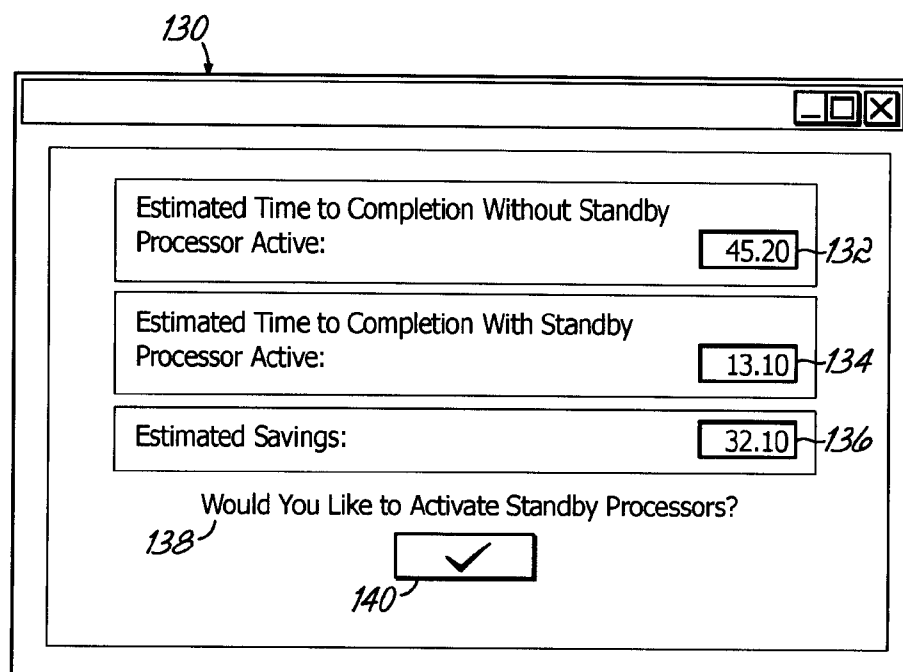 130
Estimated Time to Completion Without Standby
Processor Active:
45.20 132
Estimated Time to Completion With Standby
Processor Active:
13.10 134
Estimated Savings: 32.10 136
Would You Like to Activate Standby Processors?
138
140